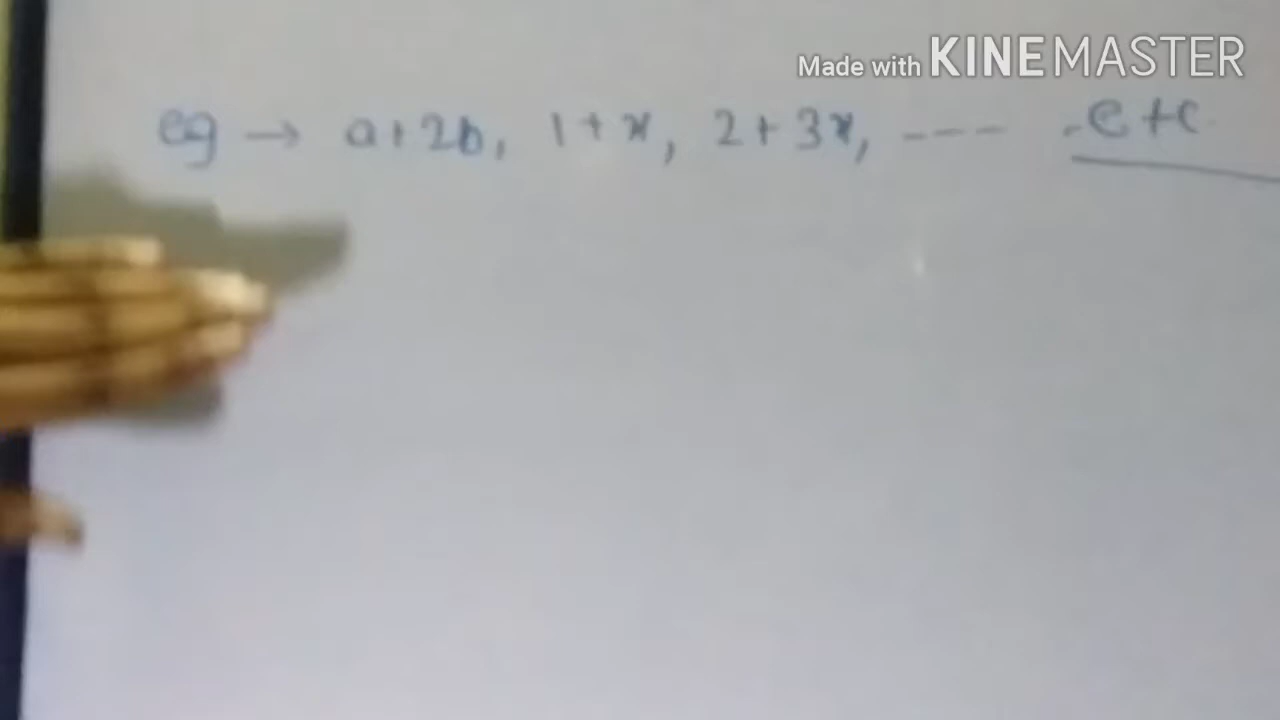 Made with KINEMASTER
eg → a+2b, 1+x, 2+3x, ---- etc